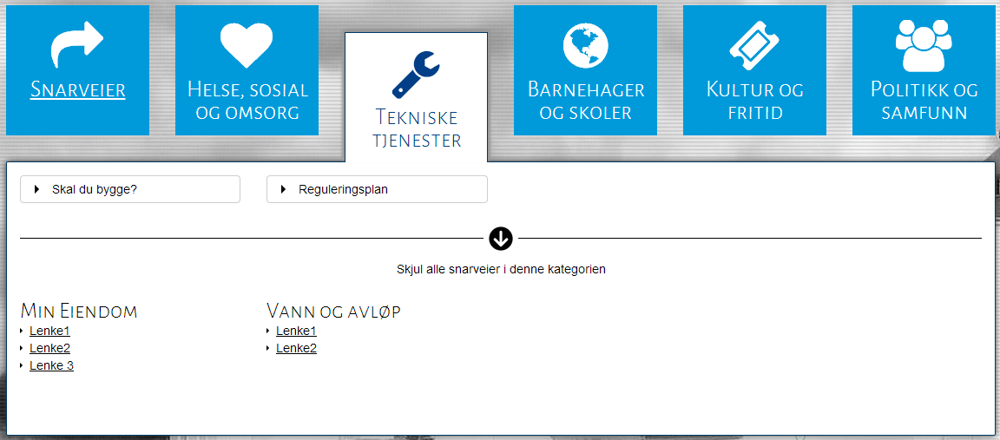 Snarveier
Helse, sosial
og omsorg
Tekniske
tjenester
Barnehager
og skoler
Kultur og
fritid
Politikk og
samfunn
Skal du bygge?
Reguleringsplan
Skjul alle snarveier i denne kategorien
Min Eiendom
Lenke1
Lenke2
Lenke 3
Vann og avløp
Lenke1
Lenke2